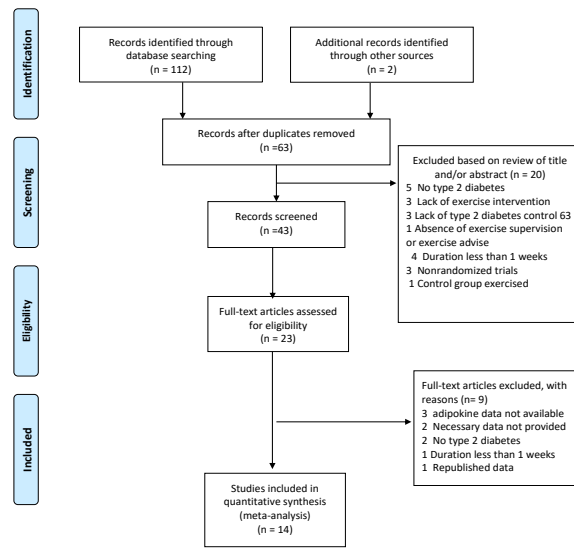 Identification
Records identified through
database searching
(n = 112)
Additional records identified
through other sources
(n = 2)
Records after duplicates removed
(n =63)
Screening
Excluded based on review of title
and/or abstract (n = 20)
5 No type 2 diabetes
3 Lack of exercise intervention
3 Lack of type 2 diabetes control 63
1 Absence of exercise supervision
or exercise advise
4 Duration less than 1 weeks
3 Nonrandomized trials
1 Control group exercised
Records screened
(n =43)
Eligibility
Full-text articles assessed
for eligibility
(n = 23)
Full-text articles excluded, with
reasons (n= 9)
3 adipokine data not available
2 Necessary data not provided
2 No type 2 diabetes
1 Duration less than 1 weeks
1 Republished data
Included
Studies included in
quantitative synthesis
(meta-analysis)
n = 14)